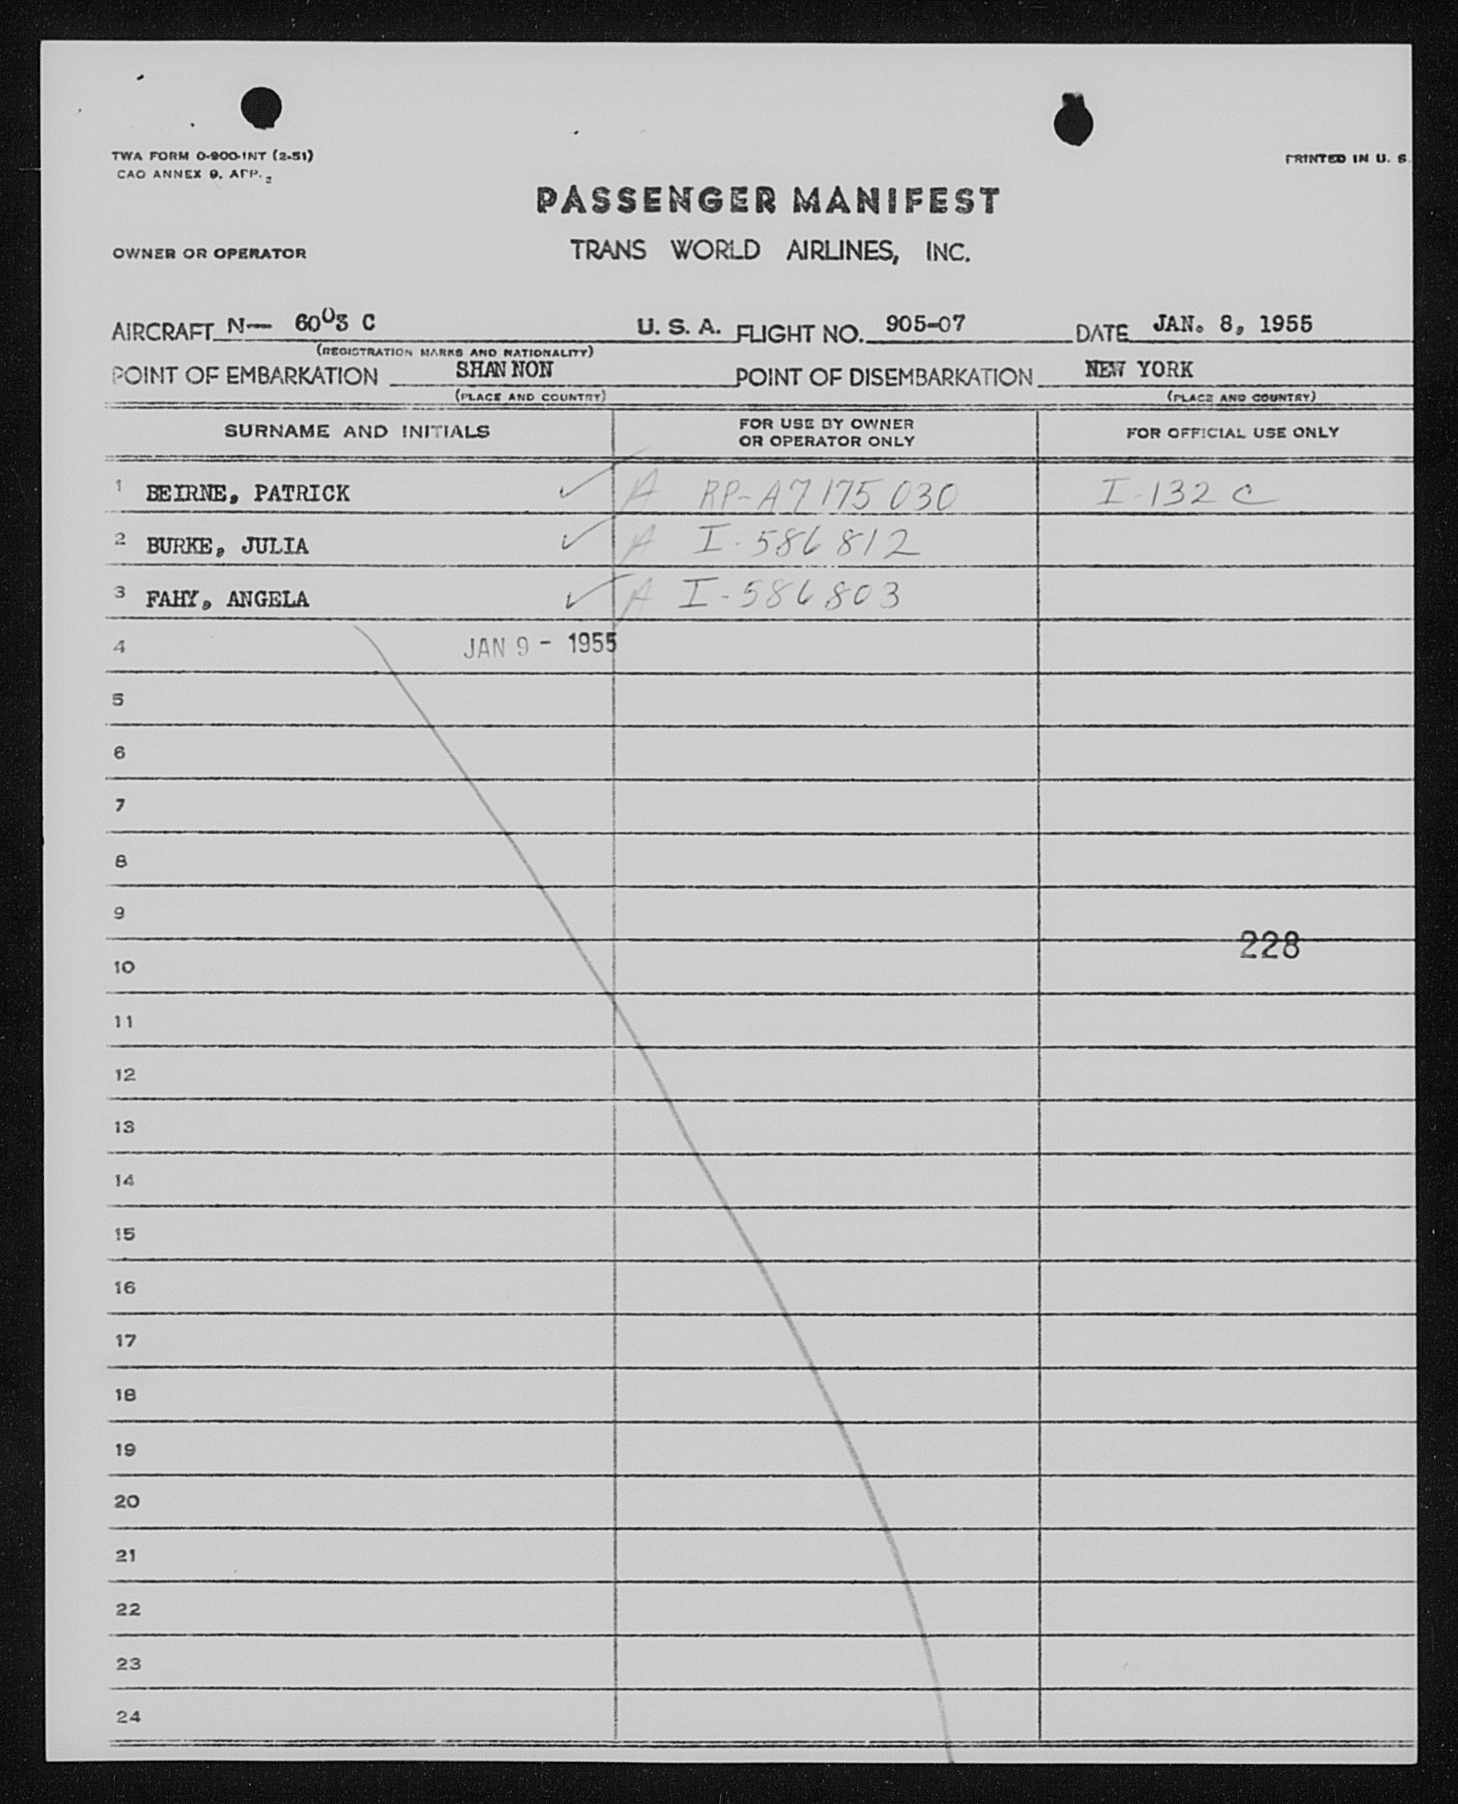 TWA FORM O-900-INT (2-51)
CAO ANNEX 9, APP. 2
PRINTED IN U. S.
PASSENGER MANIFEST
OWNER OR OPERATOR
TRANS WORLD AIRLINES, INC.
AIRCRAFT N— 6003 C U. S. A. FLIGHT NO. 905-07 DATE JAN. 8, 1955
(REGISTRATION MARKS AND NATIONALITY)
POINT OF EMBARKATION SHANNON POINT OF DISEMBARKATION NEW YORK
(PLACE AND COUNTRY) (PLACE AND COUNTRY)
SURNAME AND INITIALS FOR USE BY OWNER OR OPERATOR ONLY FOR OFFICIAL USE ONLY
1 BEIRNE, PATRICK ✓ A RP-A7175030 I-132 C
2 BURKE, JULIA ✓ A I-586812
3 FAHY, ANGELA ✓ A I-586803
4 JAN 9 - 1955
5
6
7
8
9
228
10
11
12
13
14
15
16
17
18
19
20
21
22
23
24